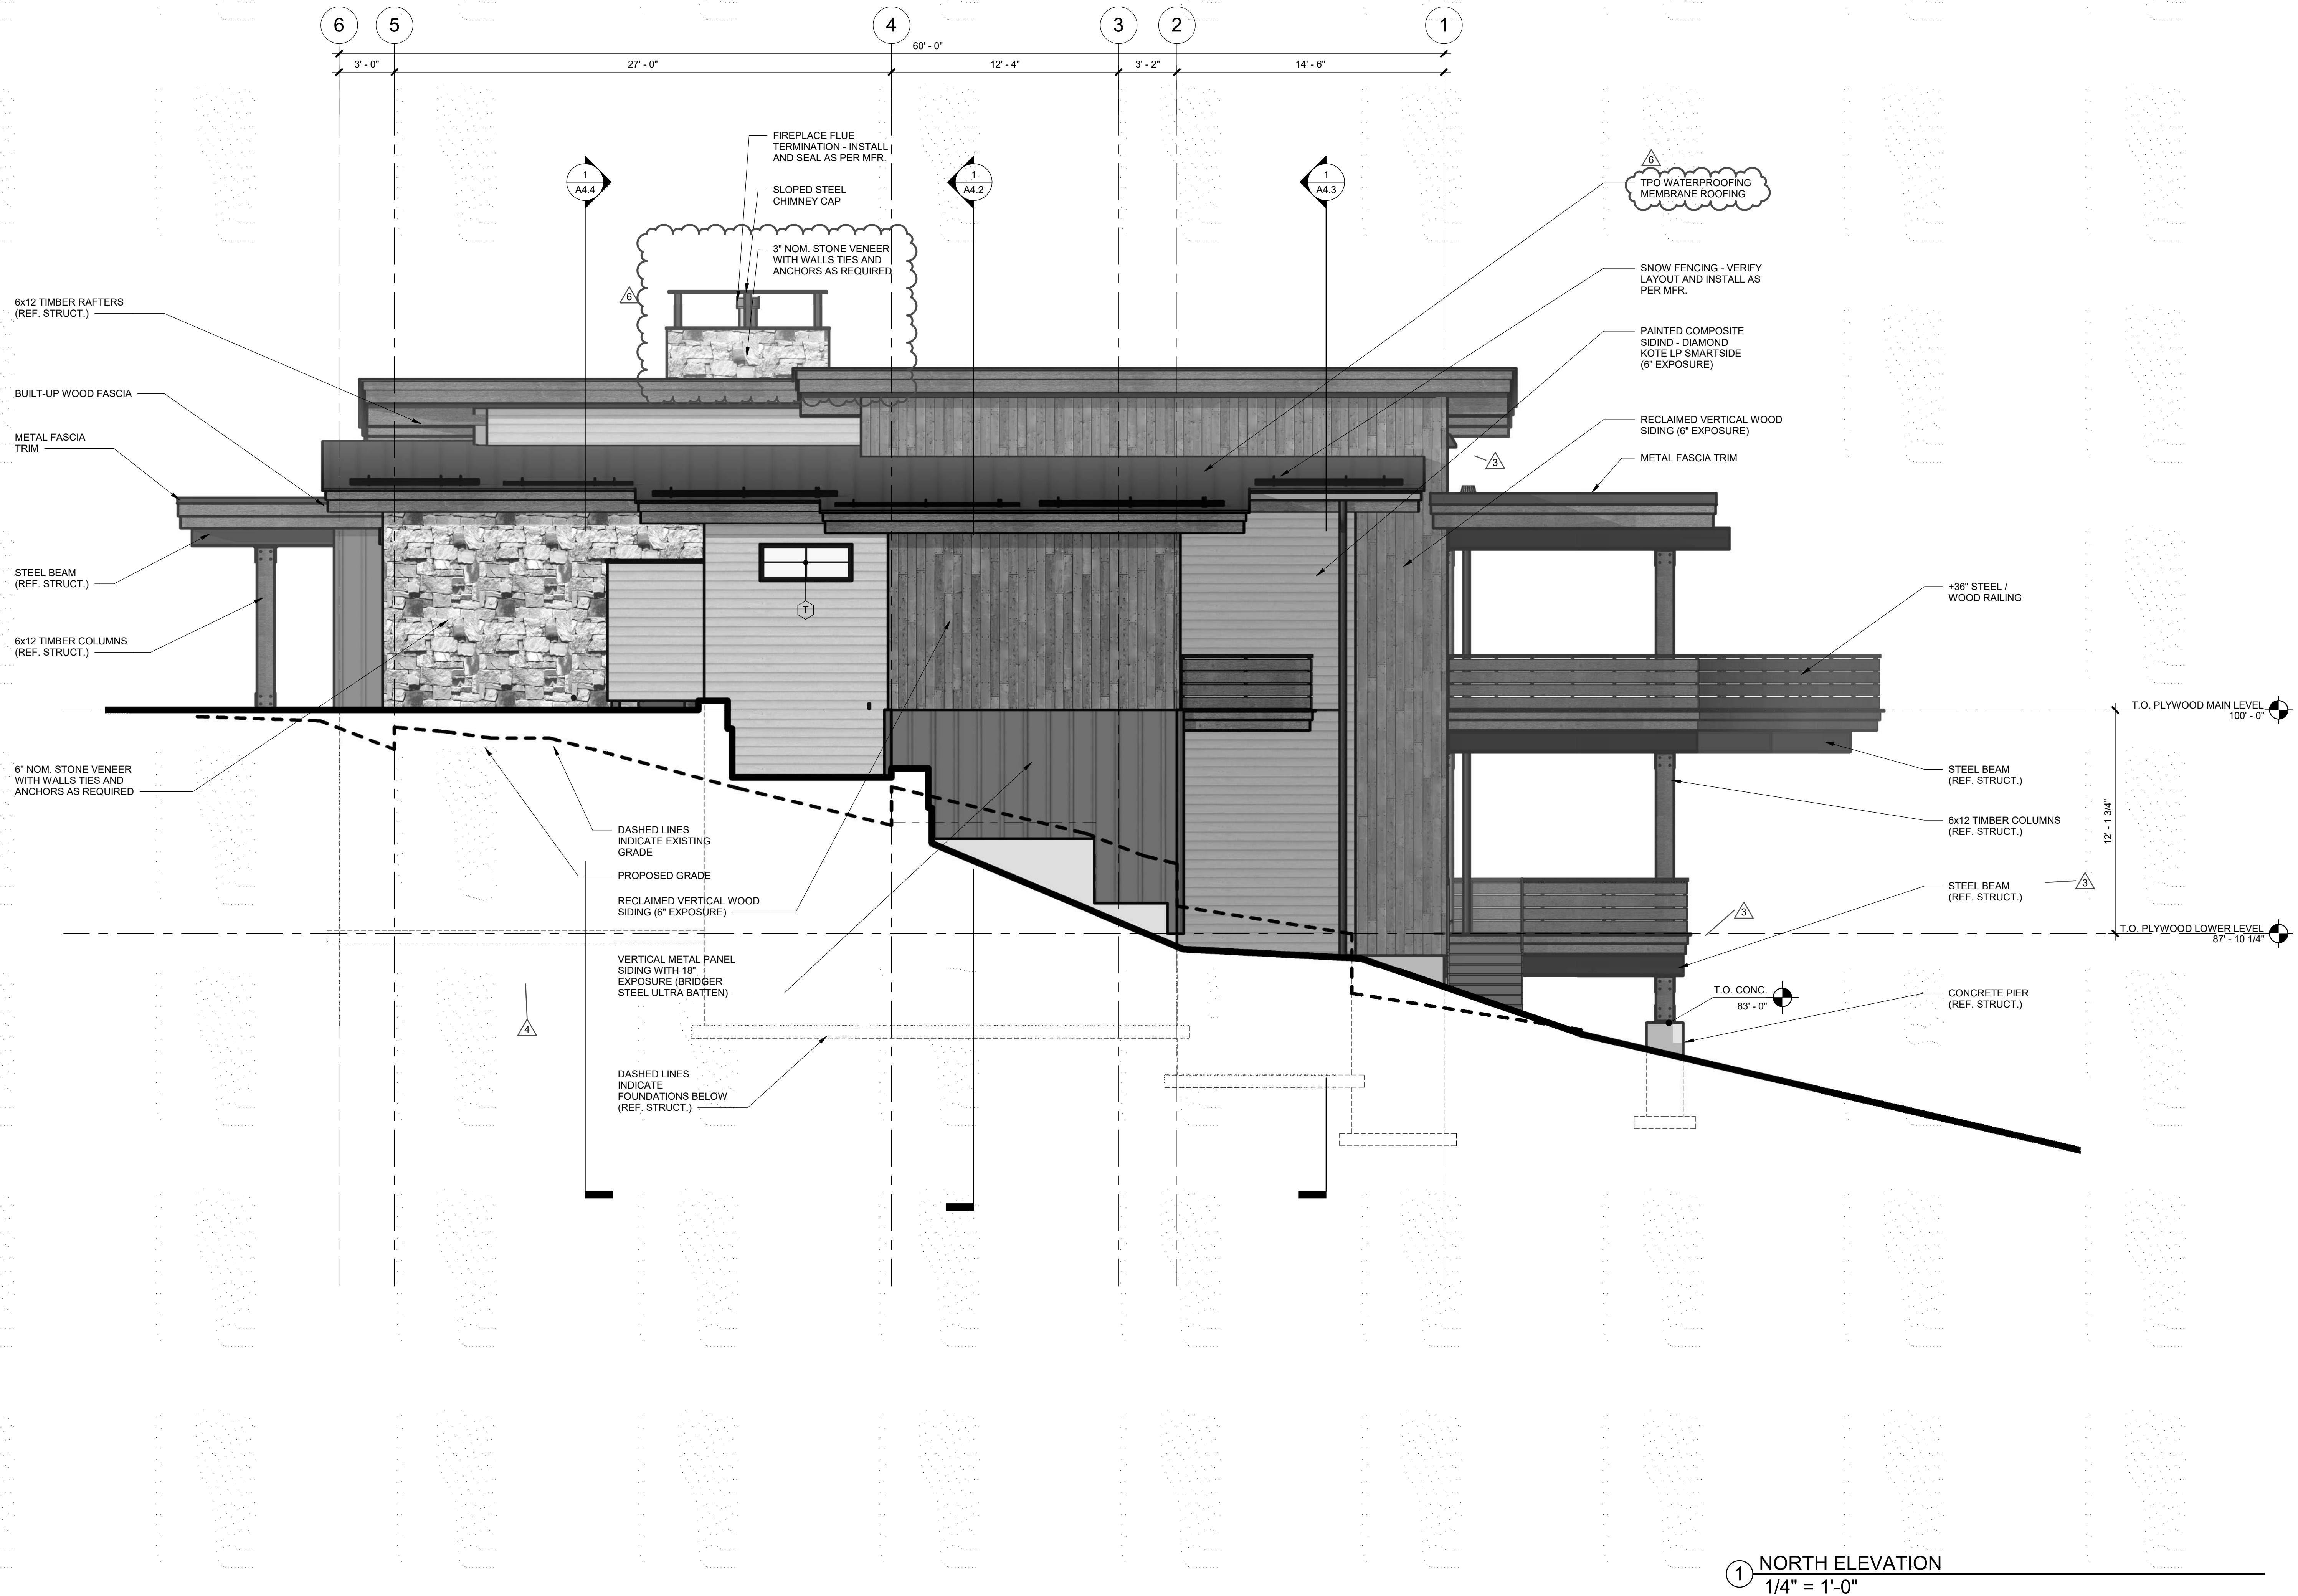 6
5
4
3
2
1
60' - 0"
3' - 0"
27' - 0"
12' - 4"
3' - 2"
14' - 6"
FIREPLACE FLUE
TERMINATION - INSTALL
AND SEAL AS PER MFR.
1
A4.4
1
A4.2
1
A4.3
SLOPED STEEL
CHIMNEY CAP
3" NOM. STONE VENEER
WITH WALLS TIES AND
ANCHORS AS REQUIRED
6
6
TPO WATERPROOFING
MEMBRANE ROOFING
SNOW FENCING - VERIFY
LAYOUT AND INSTALL AS
PER MFR.
PAINTED COMPOSITE
SIDIND - DIAMOND
KOTE LP SMARTSIDE
(6" EXPOSURE)
RECLAIMED VERTICAL WOOD
SIDING (6" EXPOSURE)
METAL FASCIA TRIM
3
6x12 TIMBER RAFTERS
(REF. STRUCT.)
BUILT-UP WOOD FASCIA
METAL FASCIA
TRIM
STEEL BEAM
(REF. STRUCT.)
6x12 TIMBER COLUMNS
(REF. STRUCT.)
6" NOM. STONE VENEER
WITH WALLS TIES AND
ANCHORS AS REQUIRED
T
+36" STEEL /
WOOD RAILING
T.O. PLYWOOD MAIN LEVEL
100' - 0"
STEEL BEAM
(REF. STRUCT.)
12' - 1 3/4"
6x12 TIMBER COLUMNS
(REF. STRUCT.)
STEEL BEAM
(REF. STRUCT.)
3
3
T.O. PLYWOOD LOWER LEVEL
87' - 10 1/4"
T.O. CONC.
83' - 0"
CONCRETE PIER
(REF. STRUCT.)
DASHED LINES
INDICATE EXISTING
GRADE
PROPOSED GRADE
RECLAIMED VERTICAL WOOD
SIDING (6" EXPOSURE)
VERTICAL METAL PANEL
SIDING WITH 18"
EXPOSURE (BRIDGER
STEEL ULTRA BATTEN)
4
DASHED LINES
INDICATE
FOUNDATIONS BELOW
(REF. STRUCT.)
1
NORTH ELEVATION
1/4" = 1'-0"